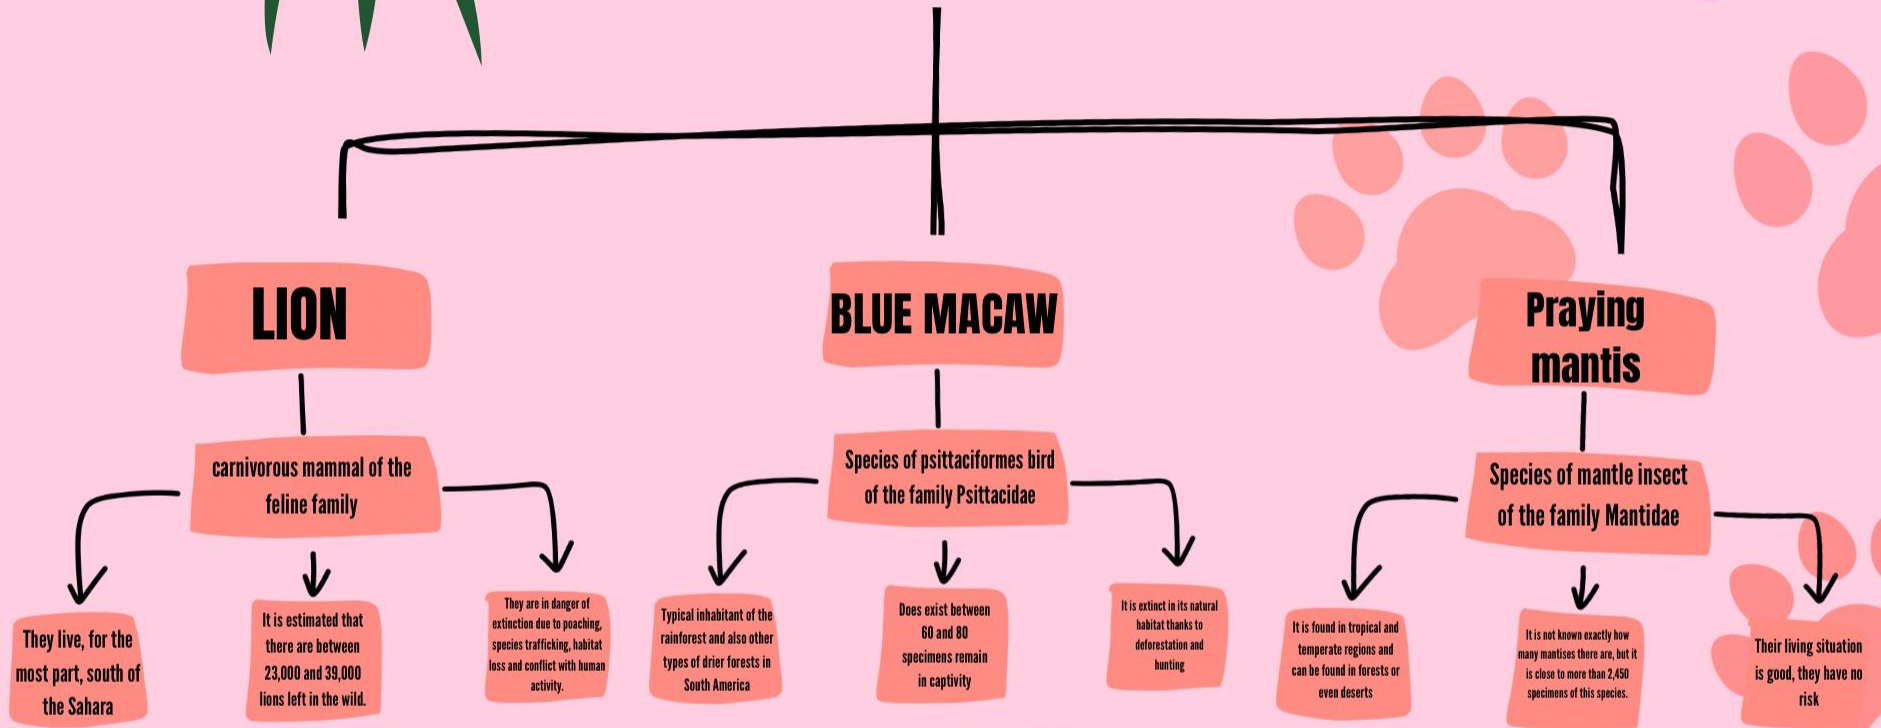 LION
carnivorous mammal of the
feline family
They live, for the
most part, south of
the Sahara
It is estimated that
there are between
23,000 and 39,000
lions left in the wild.
They are in danger of
extinction due to poaching,
species trafficking, habitat
loss and conflict with human
activity.
BLUE MACAW
Species of psittaciformes bird
of the family Psittacidae
Typical inhabitant of the
rainforest and also other
types of drier forests in
South America
Does exist between
60 and 80
specimens remain
in captivity
It is extinct in its natural
habitat thanks to
deforestation and
hunting
Praying
mantis
Species of mantle insect
of the family Mantidae
It is found in tropical and
temperate regions and
can be found in forests or
even deserts
It is not known exactly how
many mantises there are, but it
is close to more than 2,450
specimens of this species.
Their living situation
is good, they have no
risk